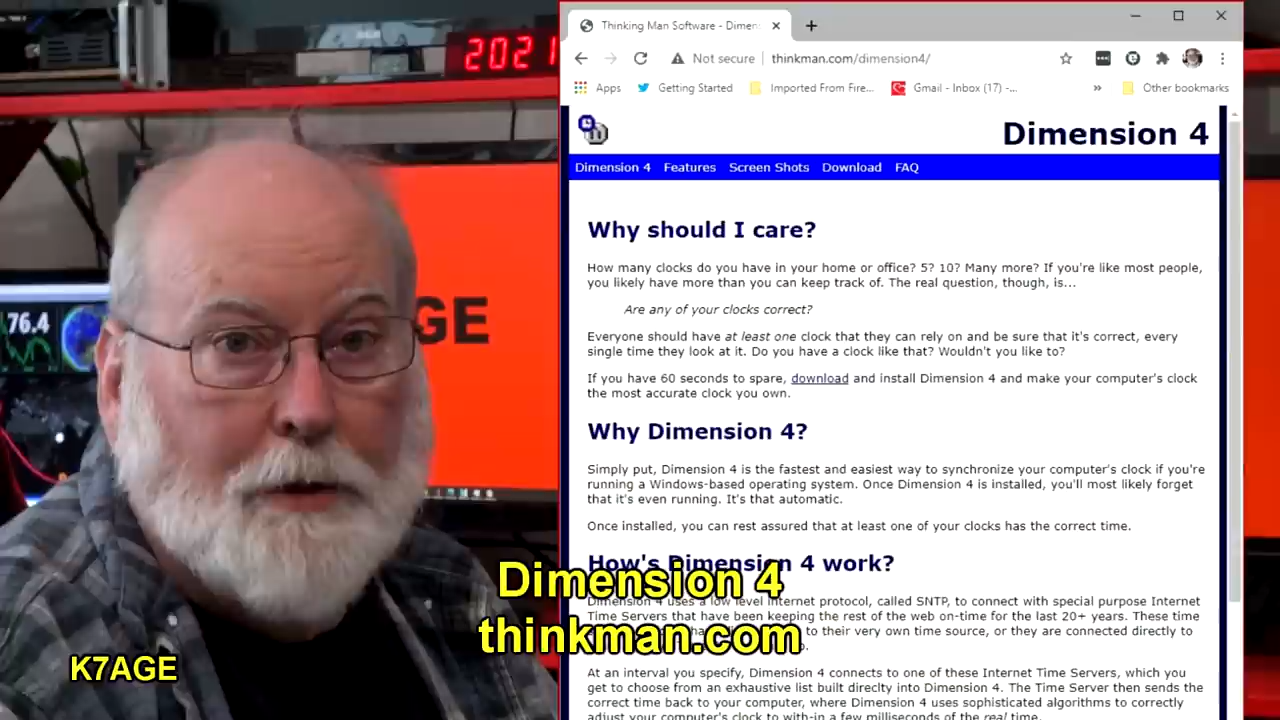 2021
76.4
GE
K7AGE
Thinking Man Software - Dimen
Not secure
thinkman.com/dimension4/
Apps
Getting Started
Imported From Fire...
Gmail - Inbox (17) -...
»
Other bookmarks
Dimension 4
Dimension 4 Features Screen Shots Download FAQ
Why should I care?
How many clocks do you have in your home or office? 5? 10? Many more? If you're like most people,
you likely have more than you can keep track of. The real question, though, is...
Are any of your clocks correct?
Everyone should have at least one clock that they can rely on and be sure that it's correct, every
single time they look at it. Do you have a clock like that? Wouldn't you like to?
If you have 60 seconds to spare, download and install Dimension 4 and make your computer's clock
the most accurate clock you own.
Why Dimension 4?
Simply put, Dimension 4 is the fastest and easiest way to synchronize your computer's clock if you're
running a Windows-based operating system. Once Dimension 4 is installed, you'll most likely forget
that it's even running. It's that automatic.
Once installed, you can rest assured that at least one of your clocks has the correct time.
How's Dimension 4 work?
Dimension 4
Dimension 4 uses a low level internet protocol, called SNTP, to connect with special purpose Internet
Time Servers that have been keeping the rest of the web on-time for the last 20+ years. These time
thinkman.com
to their very own time source, or they are connected directly to
At an interval you specify, Dimension 4 connects to one of these Internet Time Servers, which you
get to choose from an exhaustive list built direclty into Dimension 4. The Time Server then sends the
correct time back to your computer, where Dimension 4 uses sophisticated algorithms to correctly
adjust your computer's clock to with-in a few milliseconds of the real time.